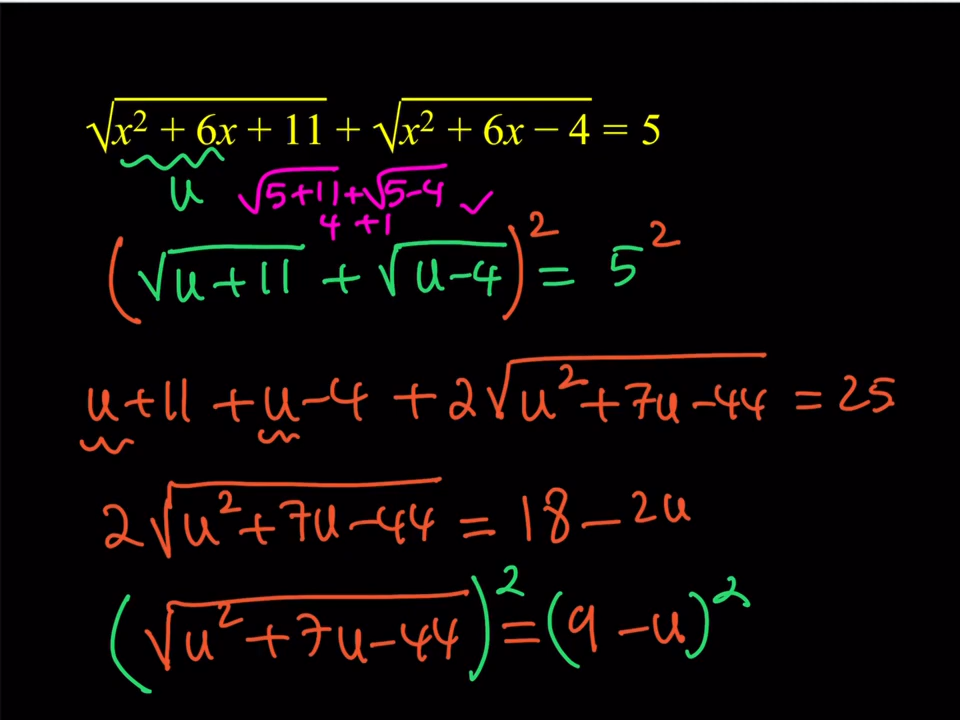 √(x² + 6x + 11) + √(x² + 6x − 4) = 5
u √(5+11) + √(5-4) ✓
4 + 1
(√(u+11) + √(u-4))² = 5²
u+11 + u-4 + 2√(u²+7u-44) = 25
2√(u²+7u-44) = 18 - 2u
(√(u²+7u-44))² = (9-u)²